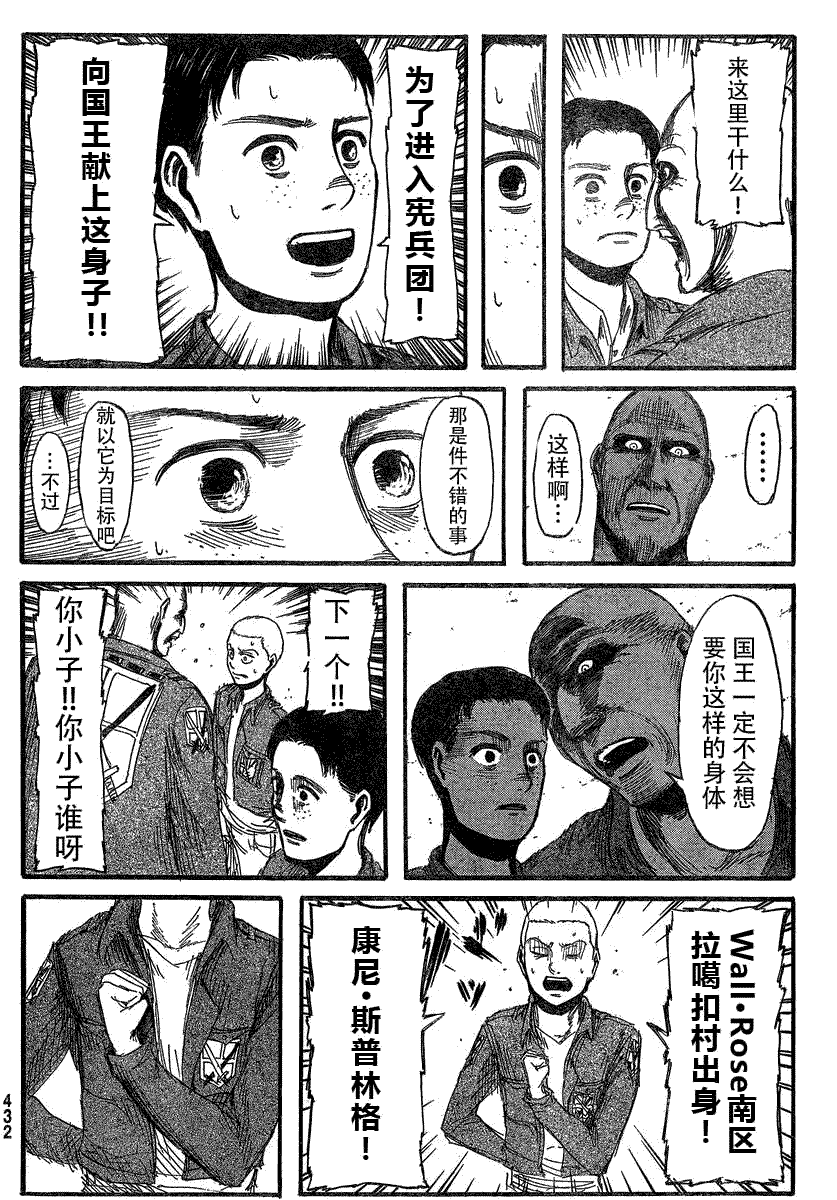 来这里干什么！
为了进入宪兵团！
向国王献上这身子!!
……
这样啊…
那是件不错的事
就以它为目标吧
…不过
国王一定不会想
要你这样的身体
下一个!!
你小子!!你小子谁呀
Wall·Rose南区
拉噶扣村出身！
康尼·斯普林格！
432